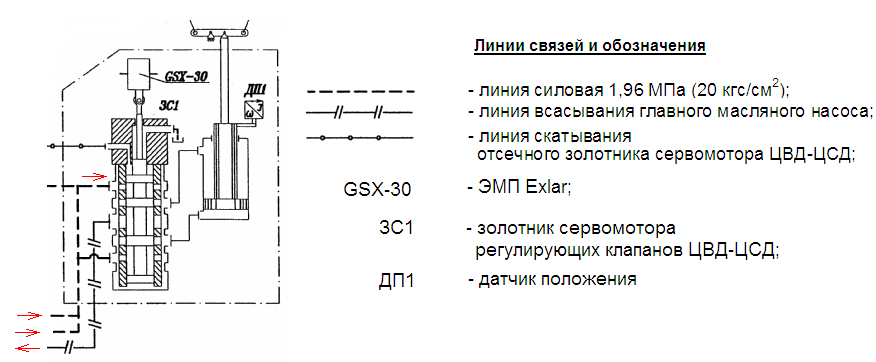 GSX-30
ЗС1
ДП1
Линии связей и обозначения
- линия силовая 1,96 МПа (20 кгс/см²);
- линия всасывания главного масляного насоса;
- линия скатывания
отсечного золотника сервомотора ЦВД-ЦСД;
GSX-30 - ЭМП Exlar;
ЗС1 - золотник сервомотора
регулирующих клапанов ЦВД-ЦСД;
ДП1 - датчик положения